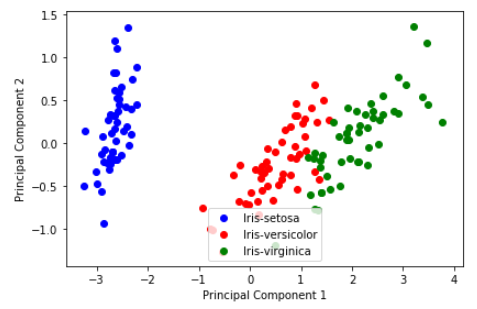 1.5
1.0
0.5
0.0
−0.5
−1.0
Principal Component 2
Iris-setosa
Iris-versicolor
Iris-virginica
−3 −2 −1 0 1 2 3 4
Principal Component 1